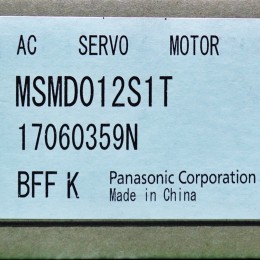 AC SERVO MOTOR
MSMD012S1T
17060359N
BFF K Panasonic Corporation
Made in China